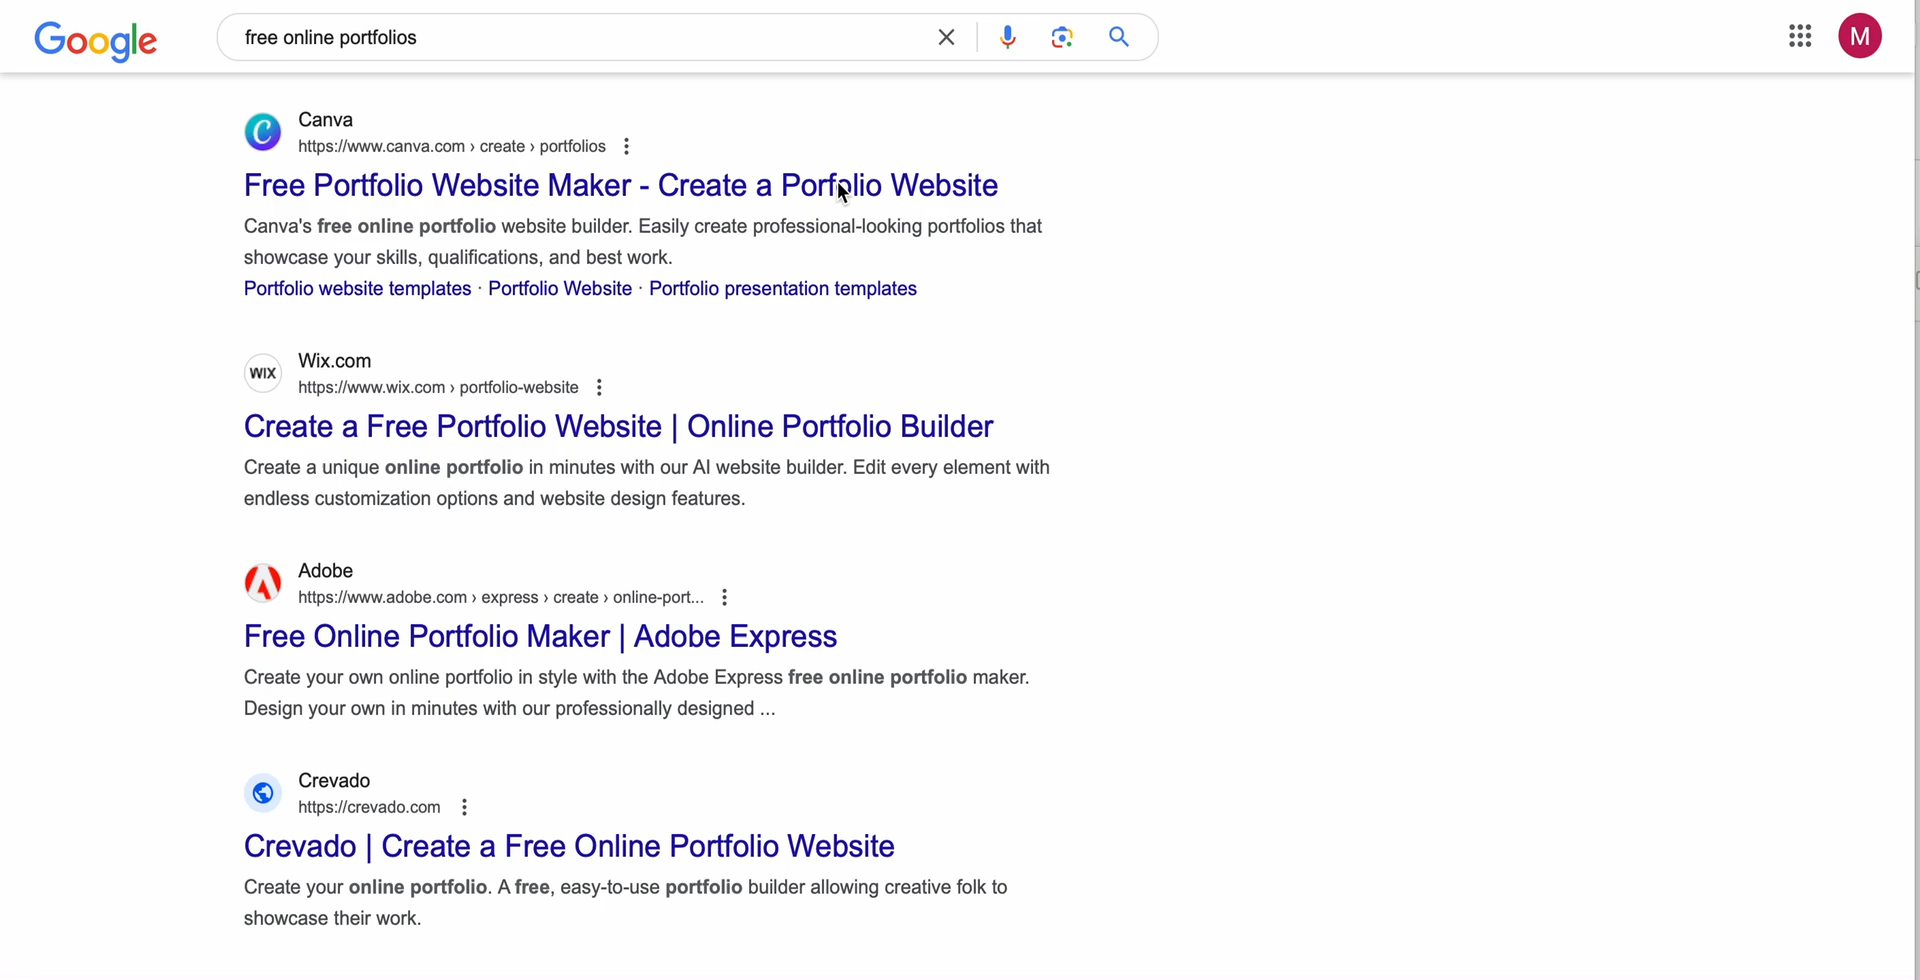 Google
free online portfolios
M
Canva
https://www.canva.com › create › portfolios
Free Portfolio Website Maker - Create a Porfolio Website
Canva's free online portfolio website builder. Easily create professional-looking portfolios that
showcase your skills, qualifications, and best work.
Portfolio website templates · Portfolio Website · Portfolio presentation templates
WIX
Wix.com
https://www.wix.com › portfolio-website
Create a Free Portfolio Website | Online Portfolio Builder
Create a unique online portfolio in minutes with our AI website builder. Edit every element with
endless customization options and website design features.
Adobe
https://www.adobe.com › express › create › online-port...
Free Online Portfolio Maker | Adobe Express
Create your own online portfolio in style with the Adobe Express free online portfolio maker.
Design your own in minutes with our professionally designed ...
Crevado
https://crevado.com
Crevado | Create a Free Online Portfolio Website
Create your online portfolio. A free, easy-to-use portfolio builder allowing creative folk to
showcase their work.